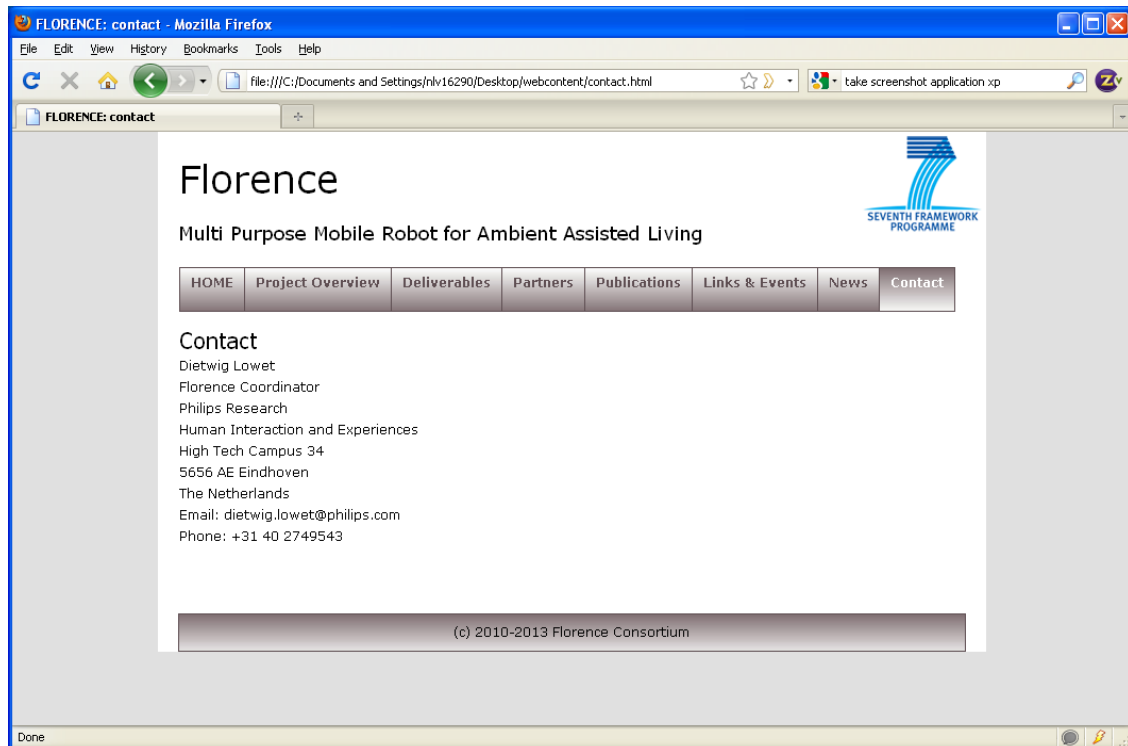 FLORENCE: contact - Mozilla Firefox
File Edit View History Bookmarks Tools Help
file:///C:/Documents and Settings/nlv16290/Desktop/webcontent/contact.html take screenshot application xp
FLORENCE: contact
Florence
SEVENTH FRAMEWORK
PROGRAMME
Multi Purpose Mobile Robot for Ambient Assisted Living
HOME Project Overview Deliverables Partners Publications Links & Events News Contact
Contact
Dietwig Lowet
Florence Coordinator
Philips Research
Human Interaction and Experiences
High Tech Campus 34
5656 AE Eindhoven
The Netherlands
Email: dietwig.lowet@philips.com
Phone: +31 40 2749543
(c) 2010-2013 Florence Consortium
Done